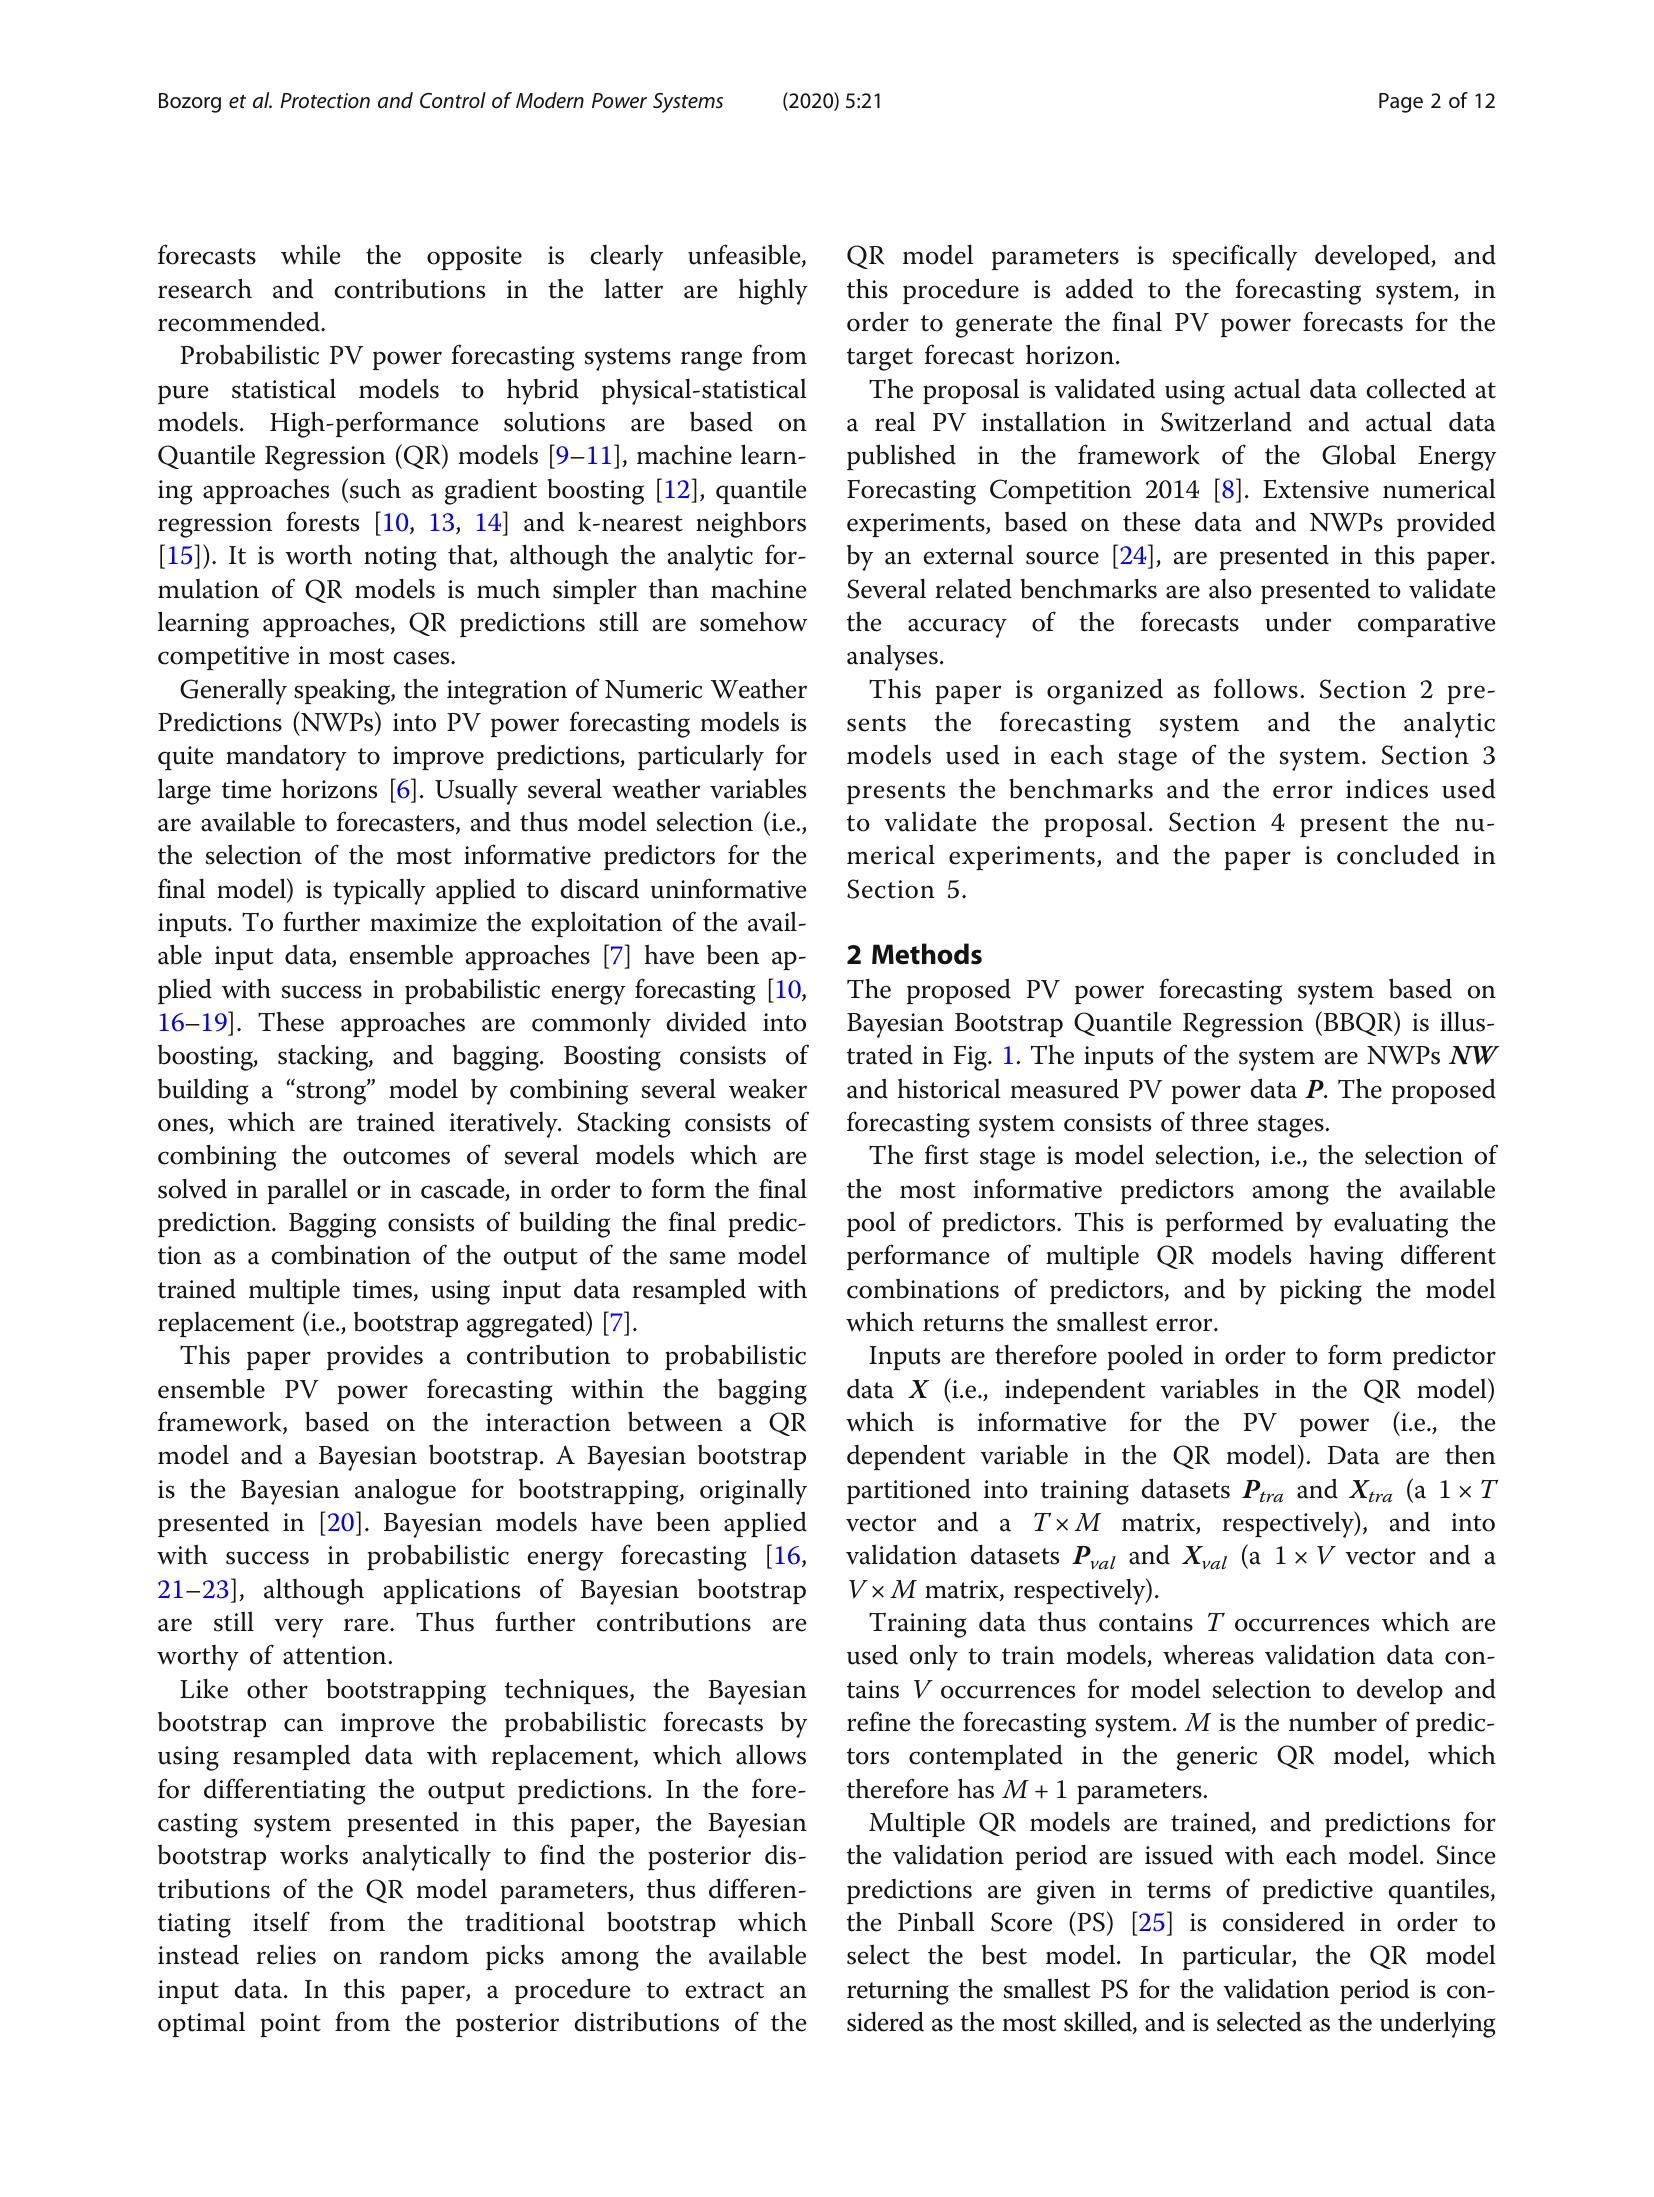 Bozorg et al. Protection and Control of Modern Power Systems (2020) 5:21 Page 2 of 12
forecasts while the opposite is clearly unfeasible,
research and contributions in the latter are highly
recommended.
Probabilistic PV power forecasting systems range from
pure statistical models to hybrid physical-statistical
models. High-performance solutions are based on
Quantile Regression (QR) models [9–11], machine learn-
ing approaches (such as gradient boosting [12], quantile
regression forests [10, 13, 14] and k-nearest neighbors
[15]). It is worth noting that, although the analytic for-
mulation of QR models is much simpler than machine
learning approaches, QR predictions still are somehow
competitive in most cases.
Generally speaking, the integration of Numeric Weather
Predictions (NWPs) into PV power forecasting models is
quite mandatory to improve predictions, particularly for
large time horizons [6]. Usually several weather variables
are available to forecasters, and thus model selection (i.e.,
the selection of the most informative predictors for the
final model) is typically applied to discard uninformative
inputs. To further maximize the exploitation of the avail-
able input data, ensemble approaches [7] have been ap-
plied with success in probabilistic energy forecasting [10,
16–19]. These approaches are commonly divided into
boosting, stacking, and bagging. Boosting consists of
building a “strong” model by combining several weaker
ones, which are trained iteratively. Stacking consists of
combining the outcomes of several models which are
solved in parallel or in cascade, in order to form the final
prediction. Bagging consists of building the final predic-
tion as a combination of the output of the same model
trained multiple times, using input data resampled with
replacement (i.e., bootstrap aggregated) [7].
This paper provides a contribution to probabilistic
ensemble PV power forecasting within the bagging
framework, based on the interaction between a QR
model and a Bayesian bootstrap. A Bayesian bootstrap
is the Bayesian analogue for bootstrapping, originally
presented in [20]. Bayesian models have been applied
with success in probabilistic energy forecasting [16,
21–23], although applications of Bayesian bootstrap
are still very rare. Thus further contributions are
worthy of attention.
Like other bootstrapping techniques, the Bayesian
bootstrap can improve the probabilistic forecasts by
using resampled data with replacement, which allows
for differentiating the output predictions. In the fore-
casting system presented in this paper, the Bayesian
bootstrap works analytically to find the posterior dis-
tributions of the QR model parameters, thus differen-
tiating itself from the traditional bootstrap which
instead relies on random picks among the available
input data. In this paper, a procedure to extract an
optimal point from the posterior distributions of the
QR model parameters is specifically developed, and
this procedure is added to the forecasting system, in
order to generate the final PV power forecasts for the
target forecast horizon.
The proposal is validated using actual data collected at
a real PV installation in Switzerland and actual data
published in the framework of the Global Energy
Forecasting Competition 2014 [8]. Extensive numerical
experiments, based on these data and NWPs provided
by an external source [24], are presented in this paper.
Several related benchmarks are also presented to validate
the accuracy of the forecasts under comparative
analyses.
This paper is organized as follows. Section 2 pre-
sents the forecasting system and the analytic
models used in each stage of the system. Section 3
presents the benchmarks and the error indices used
to validate the proposal. Section 4 present the nu-
merical experiments, and the paper is concluded in
Section 5.
2 Methods
The proposed PV power forecasting system based on
Bayesian Bootstrap Quantile Regression (BBQR) is illus-
trated in Fig. 1. The inputs of the system are NWPs NW
and historical measured PV power data P. The proposed
forecasting system consists of three stages.
The first stage is model selection, i.e., the selection of
the most informative predictors among the available
pool of predictors. This is performed by evaluating the
performance of multiple QR models having different
combinations of predictors, and by picking the model
which returns the smallest error.
Inputs are therefore pooled in order to form predictor
data X (i.e., independent variables in the QR model)
which is informative for the PV power (i.e., the
dependent variable in the QR model). Data are then
partitioned into training datasets Ptra and Xtra (a 1 × T
vector and a T × M matrix, respectively), and into
validation datasets Pval and Xval (a 1 × V vector and a
V × M matrix, respectively).
Training data thus contains T occurrences which are
used only to train models, whereas validation data con-
tains V occurrences for model selection to develop and
refine the forecasting system. M is the number of predic-
tors contemplated in the generic QR model, which
therefore has M + 1 parameters.
Multiple QR models are trained, and predictions for
the validation period are issued with each model. Since
predictions are given in terms of predictive quantiles,
the Pinball Score (PS) [25] is considered in order to
select the best model. In particular, the QR model
returning the smallest PS for the validation period is con-
sidered as the most skilled, and is selected as the underlying